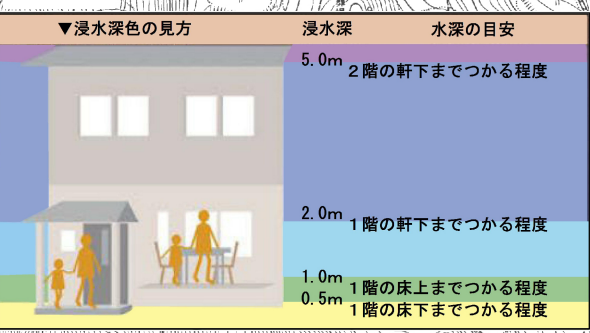 ▼浸水深色の見方 浸水深 水深の目安
5.0m 2階の軒下までつかる程度
2.0m 1階の軒下までつかる程度
1.0m 1階の床上までつかる程度
0.5m 1階の床下までつかる程度